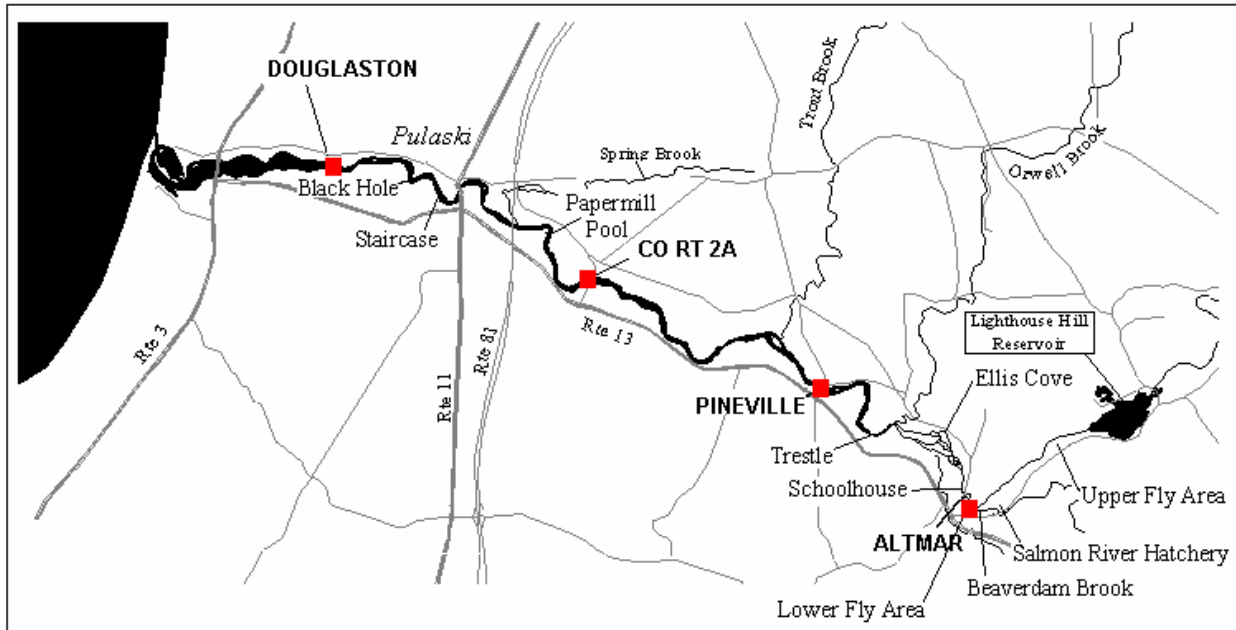 DOUGLASTON
Pulaski
Trout Brook
Orwell Brook
Spring Brook
Black Hole
Staircase
Papermill
Pool
CO RT 2A
Rte 3
Rte 11
Rte 81
Rte 13
Lighthouse Hill
Reservoir
Ellis Cove
PINEVILLE
Trestle
Schoolhouse
Upper Fly Area
ALTMAR
Salmon River Hatchery
Beaverdam Brook
Lower Fly Area